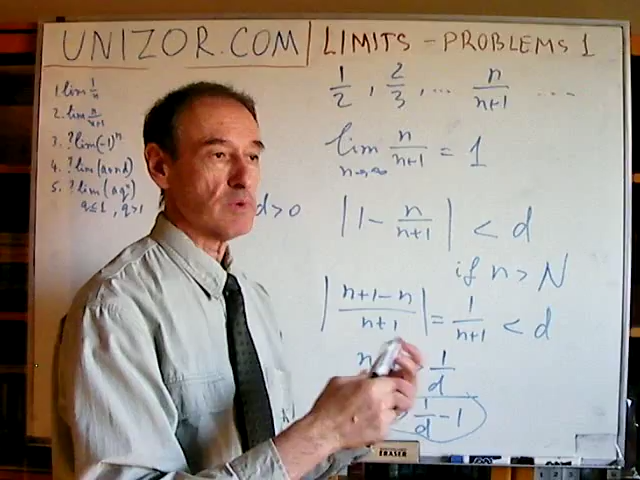 UNIZOR.COM LIMITS - PROBLEMS 1
1. lim 1/n
2. lim n/n+1
3. ? lim (-1)^n
4. ? lim (a+nd)
5. ? lim (aq^n)
q≤1, q>1
d>0
1/2, 2/3, ... n/n+1 ...
lim n→∞ n/n+1 = 1
|1 - n/n+1| < d
if n > N
|n+1-n/n+1| = 1/n+1 < d
n 1/d
1/d - 1
ERASER